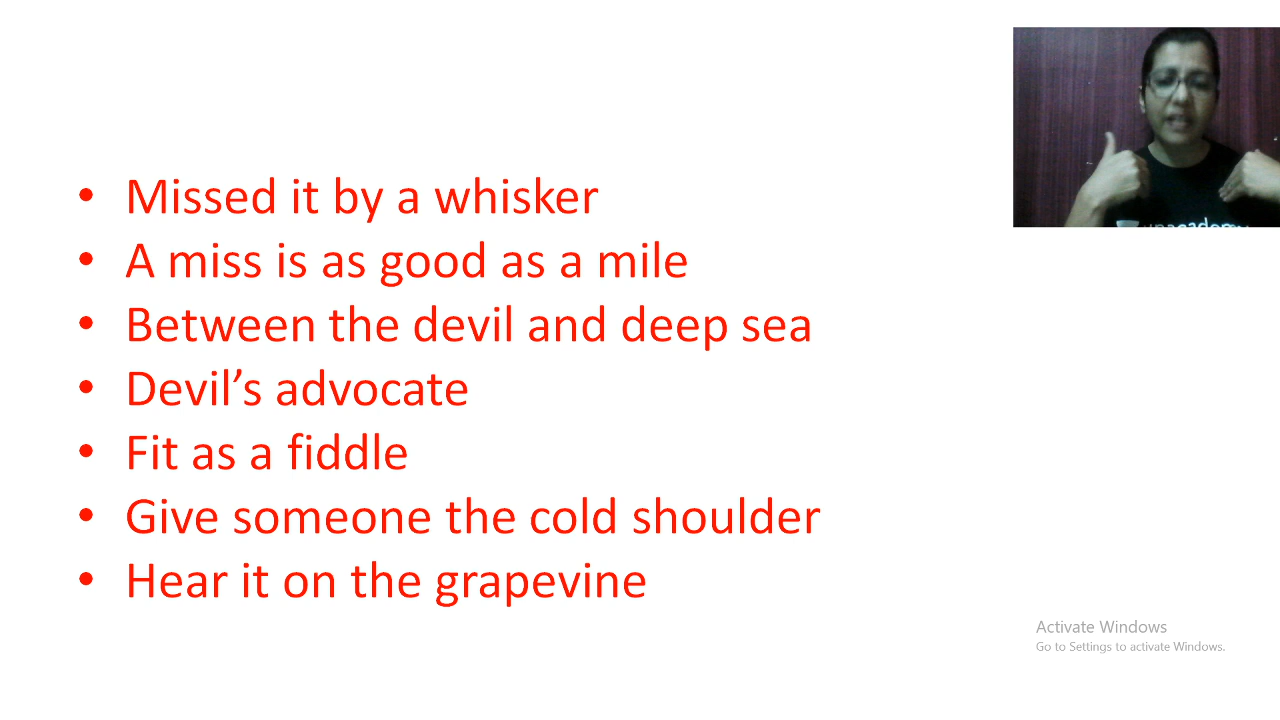 • Missed it by a whisker
• A miss is as good as a mile
• Between the devil and deep sea
• Devil’s advocate
• Fit as a fiddle
• Give someone the cold shoulder
• Hear it on the grapevine
unacademy
Activate Windows
Go to Settings to activate Windows.